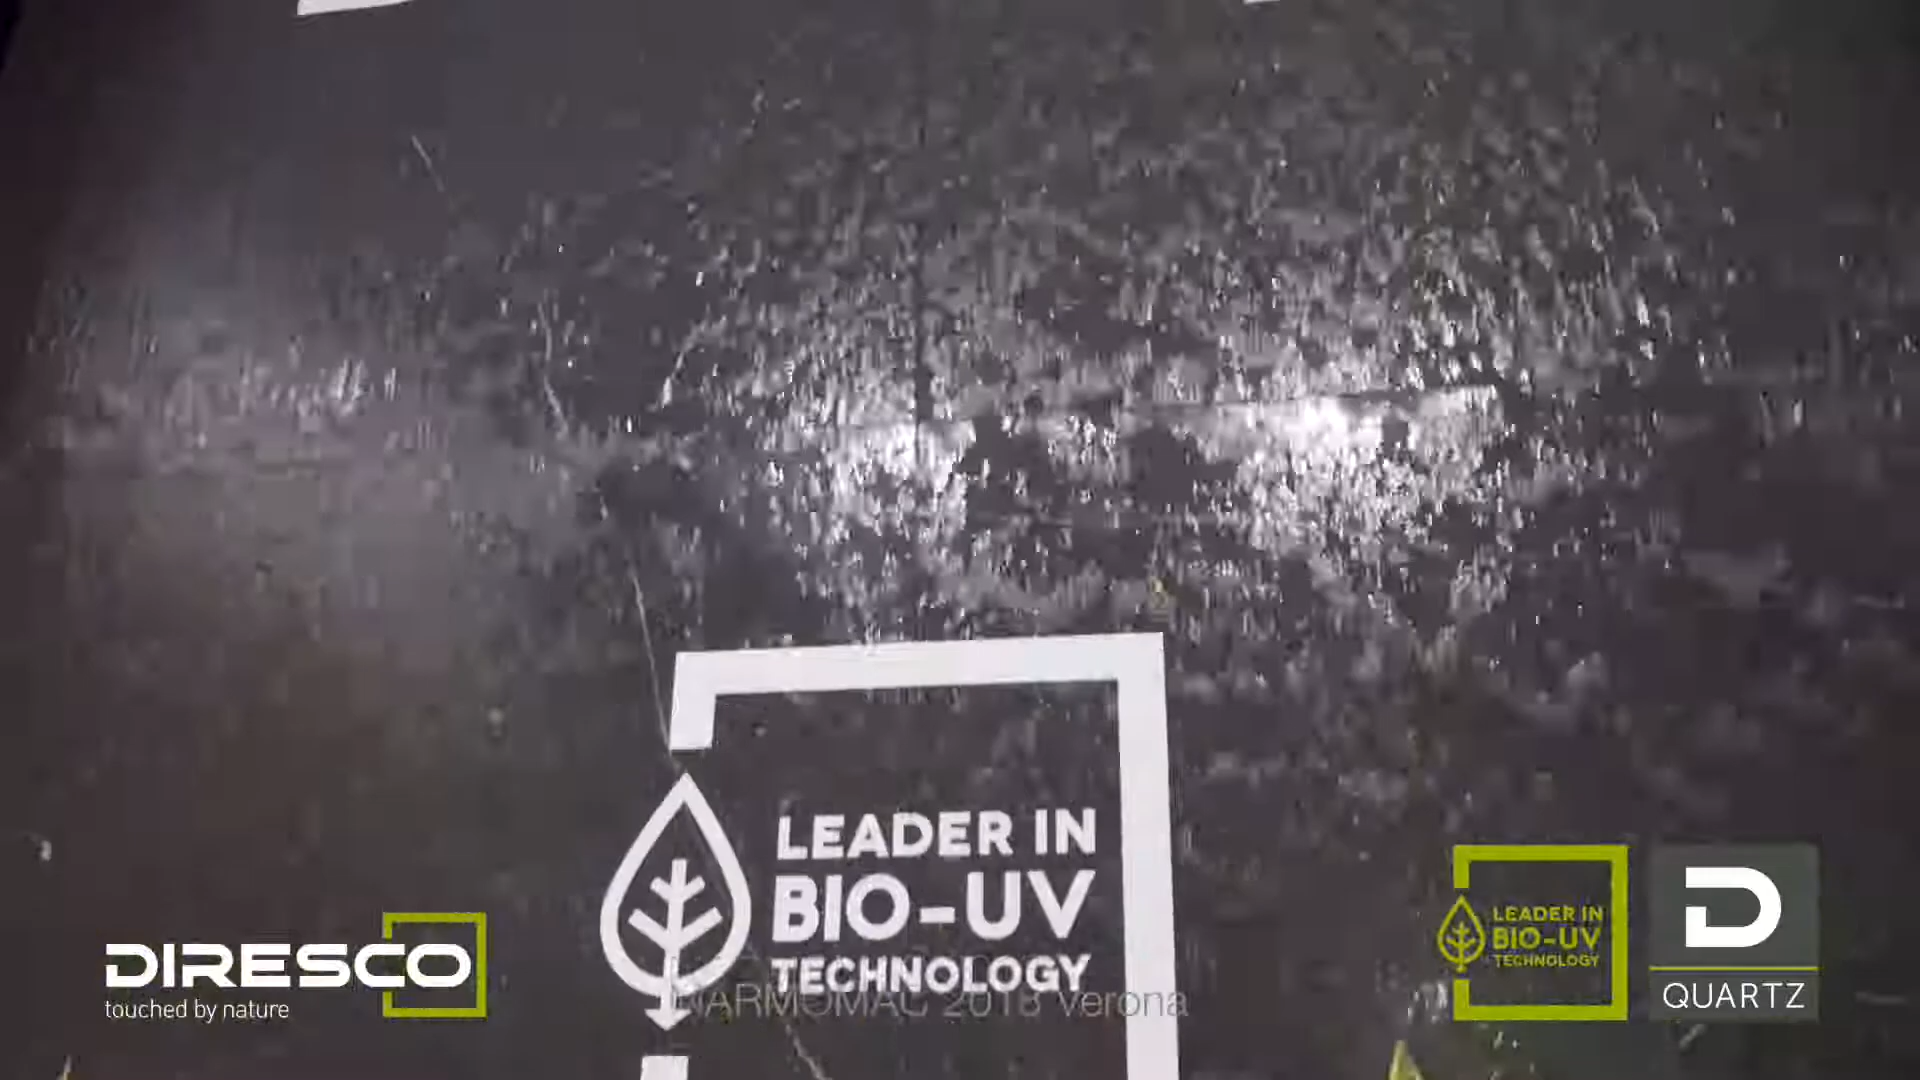 LEADER IN
BIO-UV
TECHNOLOGY
MARMOMAC 2018 Verona
DIRESCO
touched by nature
LEADER IN
BIO-UV
TECHNOLOGY
D
QUARTZ